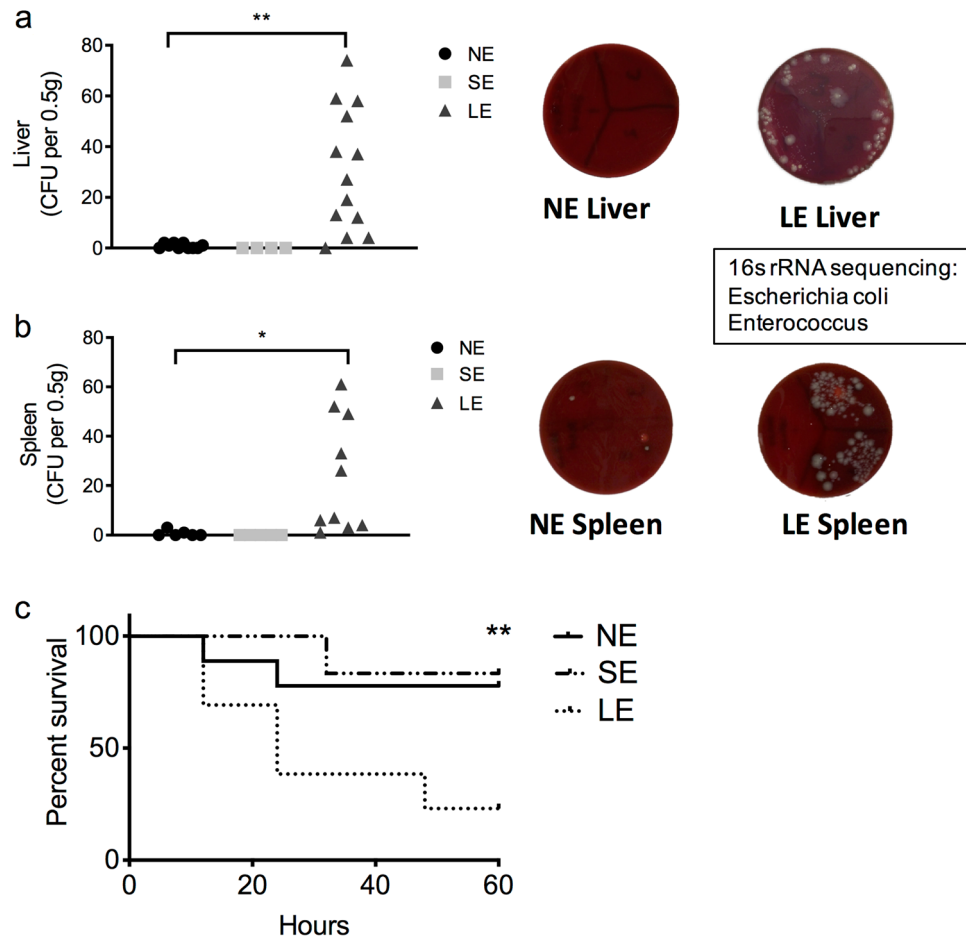 a
**
80
60
40
20
0
Liver
(CFU per 0.5g)
NE
SE
LE
NE Liver
LE Liver
16s rRNA sequencing:
Escherichia coli
Enterococcus
b
*
80
60
40
20
0
Spleen
(CFU per 0.5g)
NE
SE
LE
NE Spleen
LE Spleen
c
100
50
0
Percent survival
**
NE
SE
LE
0 20 40 60
Hours